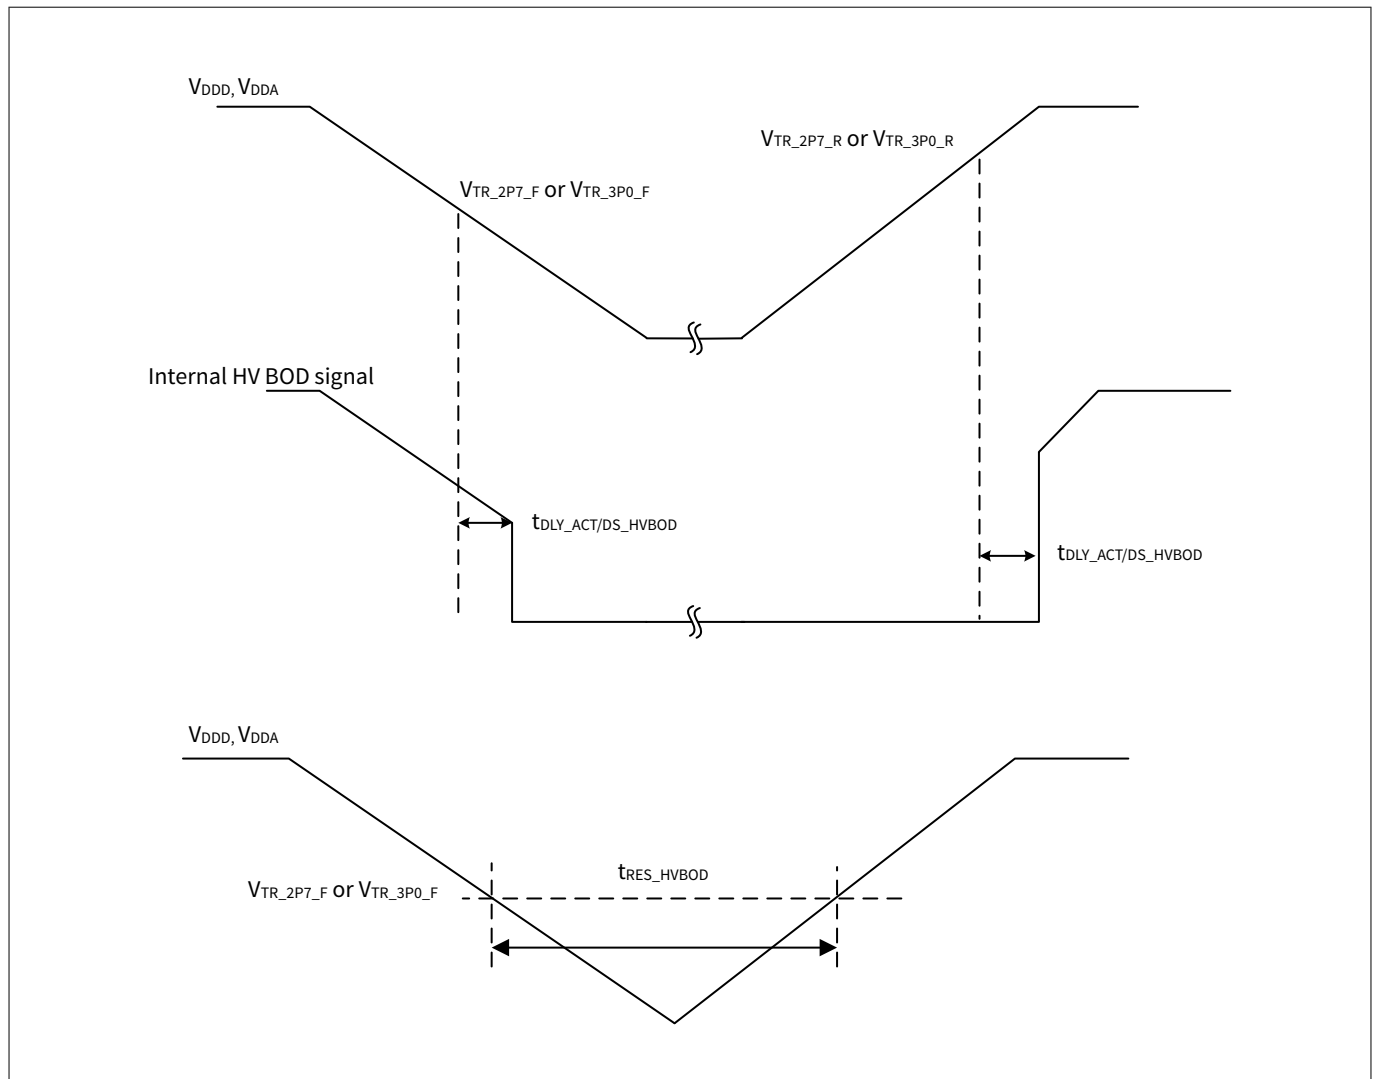 VDDD, VDDA
VTR_2P7_R or VTR_3P0_R
VTR_2P7_F or VTR_3P0_F
Internal HV BOD signal
tDLY_ACT/DS_HVBOD
tDLY_ACT/DS_HVBOD
VDDD, VDDA
tRES_HVBOD
VTR_2P7_F or VTR_3P0_F